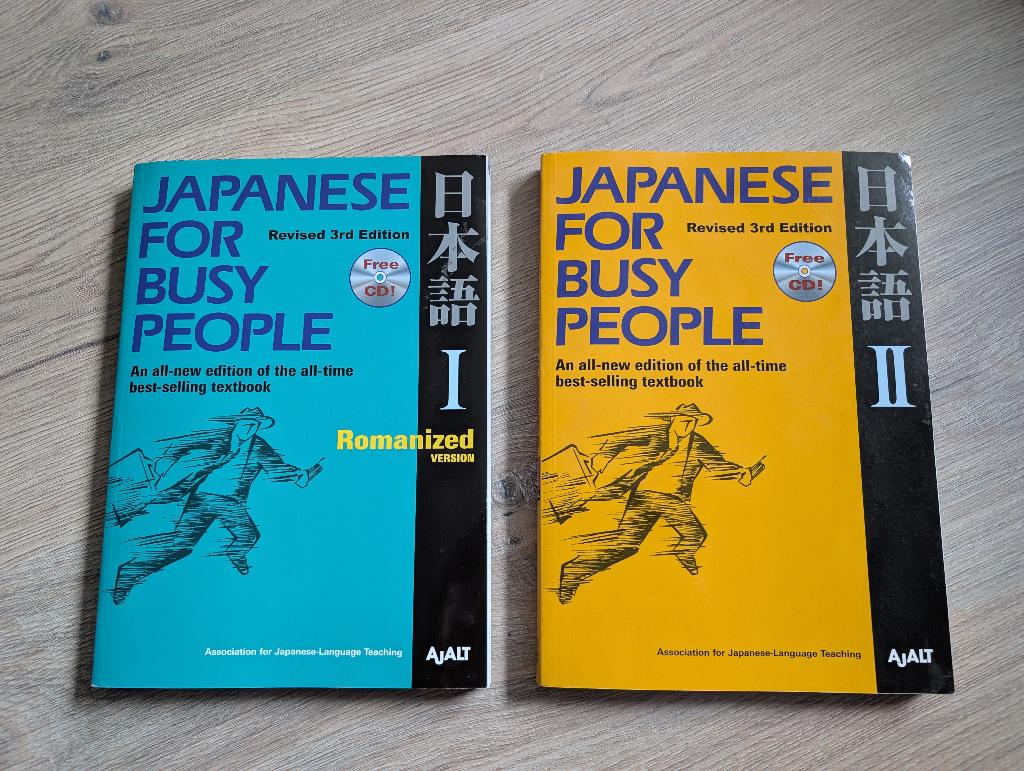 JAPANESE
FOR
Revised 3rd Edition
BUSY
Free
CD!
PEOPLE
An all-new edition of the all-time
best-selling textbook
日本語
I
Romanized
VERSION
Association for Japanese-Language Teaching
AJALT
JAPANESE
FOR
Revised 3rd Edition
BUSY
Free
CD!
PEOPLE
An all-new edition of the all-time
best-selling textbook
日本語
II
Association for Japanese-Language Teaching
AJALT